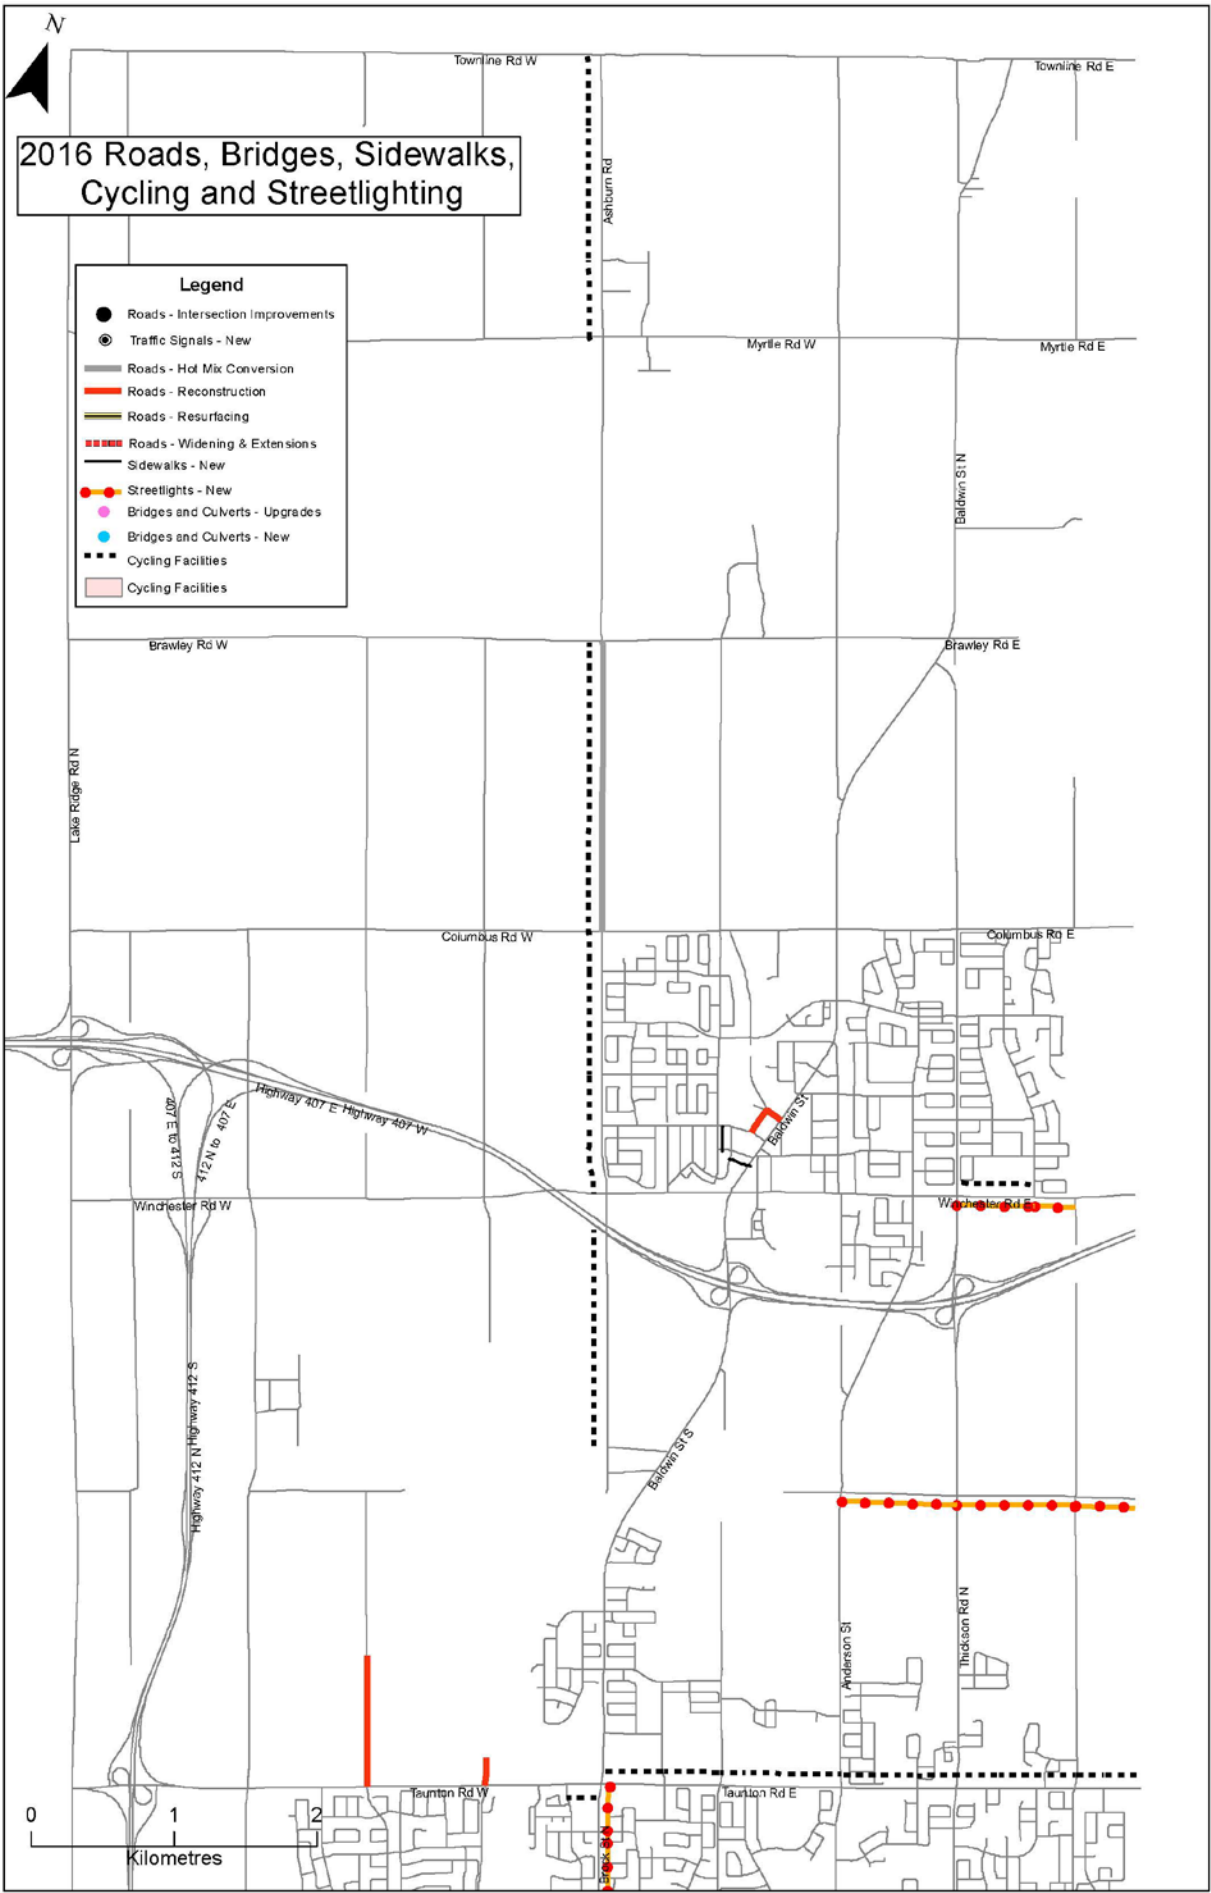 N
Townline Rd W
Townline Rd E
2016 Roads, Bridges, Sidewalks,
Cycling and Streetlighting
Ashburn Rd
Legend
Roads - Intersection Improvements
Traffic Signals - New
Roads - Hot Mix Conversion
Roads - Reconstruction
Roads - Resurfacing
Roads - Widening & Extensions
Sidewalks - New
Streetlights - New
Bridges and Culverts - Upgrades
Bridges and Culverts - New
Cycling Facilities
Cycling Facilities
Myrtle Rd W
Myrtle Rd E
Baldwin St N
Brawley Rd W
Brawley Rd E
Lake Ridge Rd N
Columbus Rd W
Columbus Rd E
Highway 407 E
Highway 407 W
407 E to 412 S
412 N to 407 E
Baldwin St
Winchester Rd W
Winchester Rd E
Highway 412 S
Highway 412 N
Baldwin St S
Anderson St
Thickson Rd N
Taunton Rd W
Taunton Rd E
Brock St N
0 1 2
Kilometres